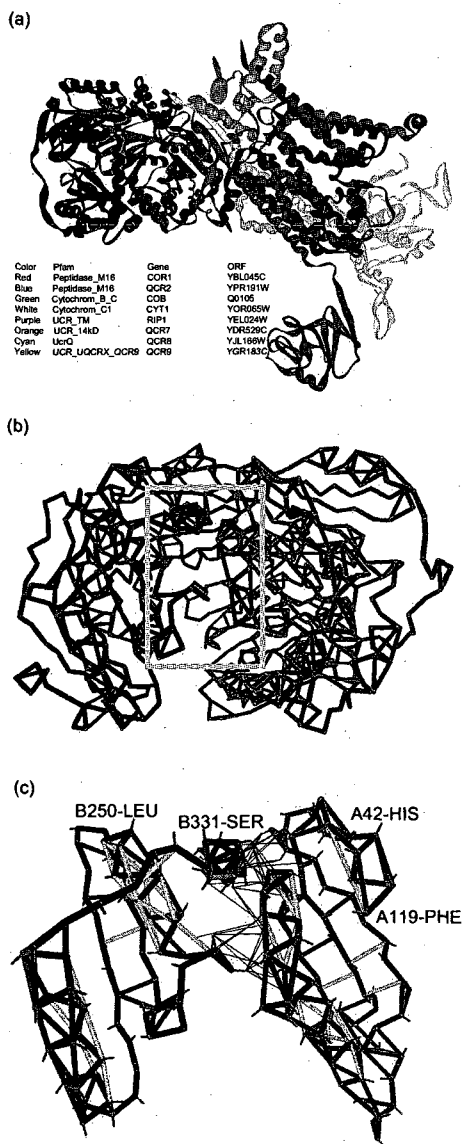 (a)
Color Pfam Gene ORF
Red Peptidase_M16 COR1 YBL045C
Blue Peptidase_M16 QCR2 YPR191W
Green Cytochrom_B_C COB Q0105
White Cytochrom_C1 CYT1 YOR065W
Purple UCR_TM RIP1 YEL024W
Orange UCR_14kD QCR7 YDR529C
Cyan UcrQ QCR8 YJL166W
Yellow UCR_UQCRX_QCR9 QCR9 YGR183C
(b)
(c)
B250-LEU B331-SER A42-HIS
A119-PHE